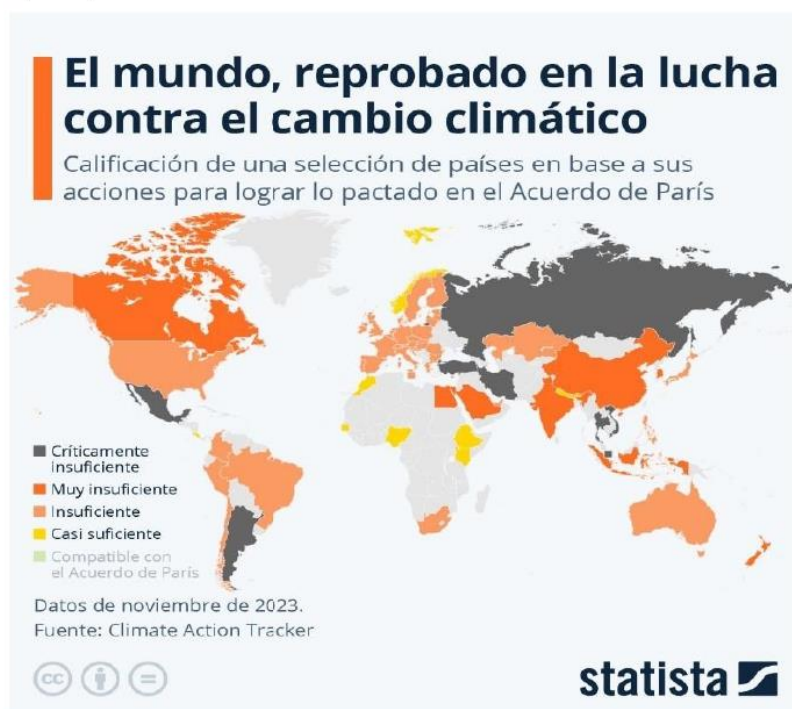 El mundo, reprobado en la lucha
contra el cambio climático
Calificación de una selección de países en base a sus
acciones para lograr lo pactado en el Acuerdo de París
Críticamente
insuficiente
Muy insuficiente
Insuficiente
Casi suficiente
Compatible con
el Acuerdo de París
Datos de noviembre de 2023.
Fuente: Climate Action Tracker
cc
statista